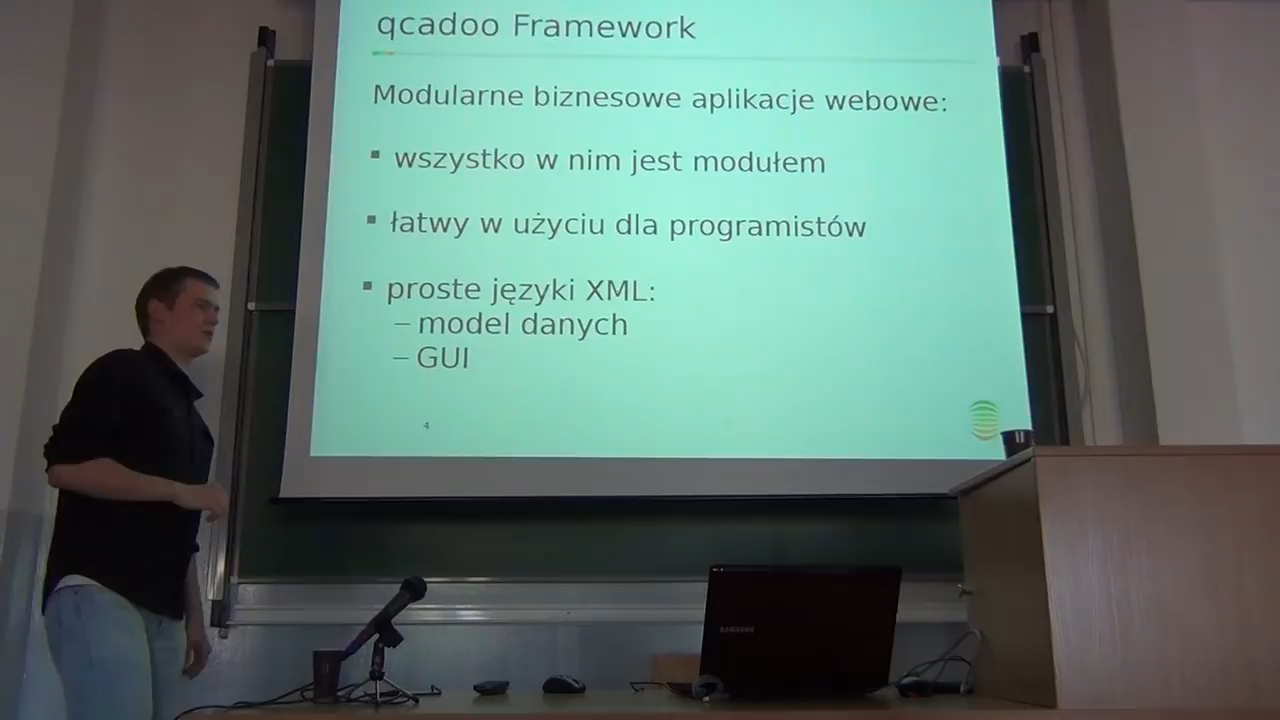 qcadoo Framework
Modularne biznesowe aplikacje webowe:
▪ wszystko w nim jest modułem
▪ łatwy w użyciu dla programistów
▪ proste języki XML:
– model danych
– GUI
4
SAMSUNG